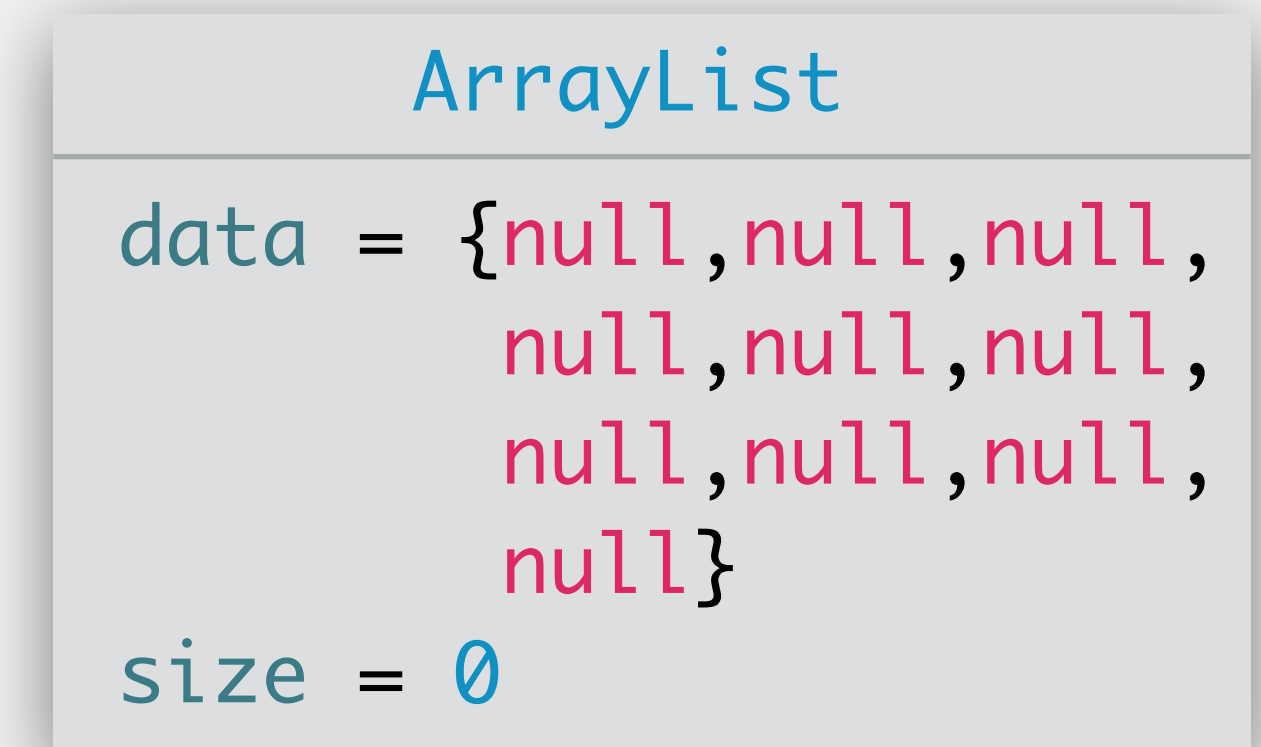 ArrayList
data = {null,null,null,
null,null,null,
null,null,null,
null}
size = 0